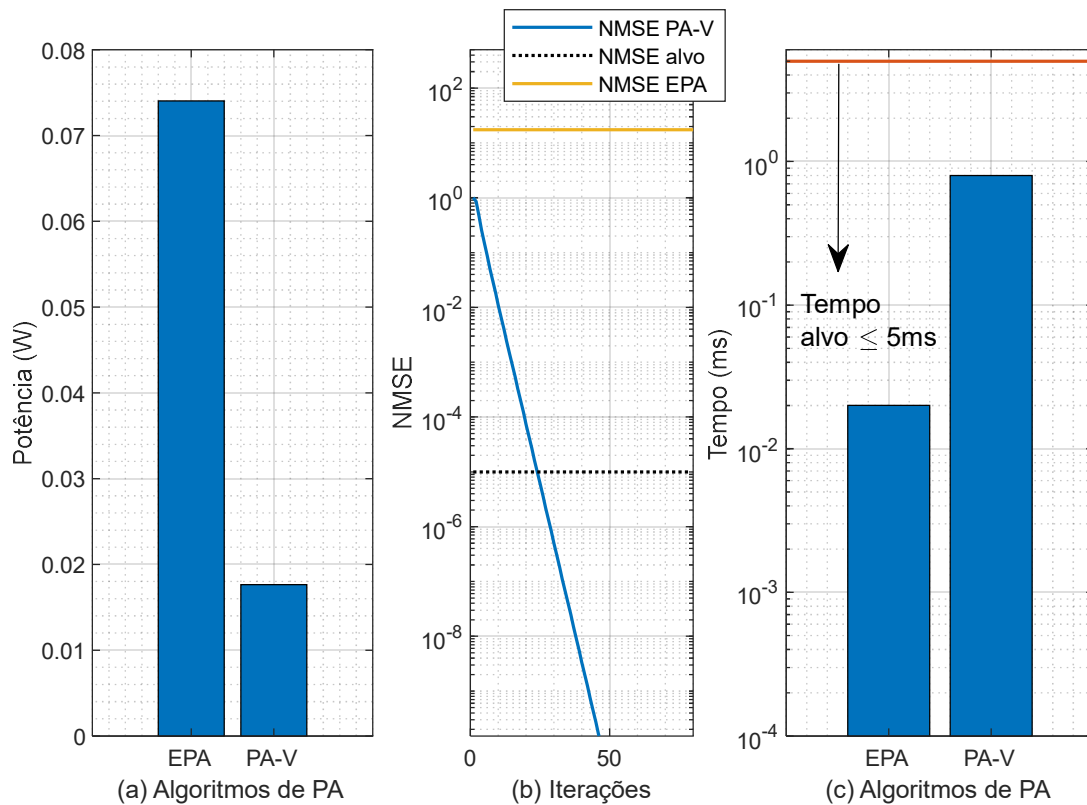 0.08
0.07
0.06
0.05
0.04
0.03
0.02
0.01
0
Potência (W)
EPA PA-V
(a) Algoritmos de PA
NMSE PA-V
NMSE alvo
NMSE EPA
10^2
10^0
10^-2
10^-4
10^-6
10^-8
NMSE
0 50
(b) Iterações
10^0
10^-1
10^-2
10^-3
10^-4
Tempo (ms)
Tempo
alvo ≤ 5ms
EPA PA-V
(c) Algoritmos de PA